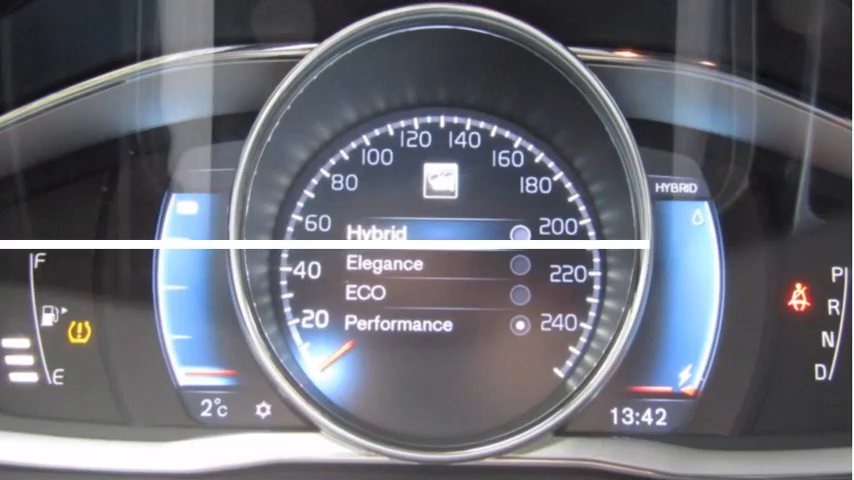 120 140
100 160
80 180
HYBRID
60 200
Hybrid
F
Elegance
40 220
P
ECO
R
20 240
Performance
N
E
D
2°c
13:42